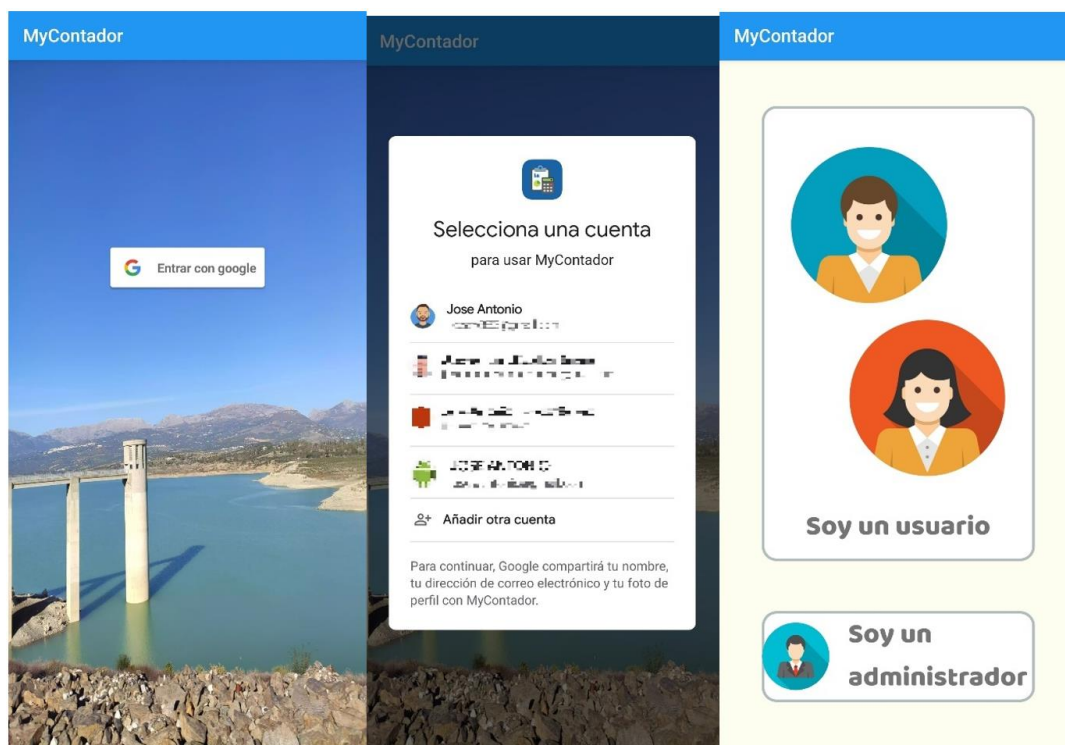 MyContador
Entrar con google
MyContador
Selecciona una cuenta
para usar MyContador
Jose Antonio
JOSE ANTONIO
Añadir otra cuenta
Para continuar, Google compartirá tu nombre,
tu dirección de correo electrónico y tu foto de
perfil con MyContador.
MyContador
Soy un usuario
Soy un
administrador